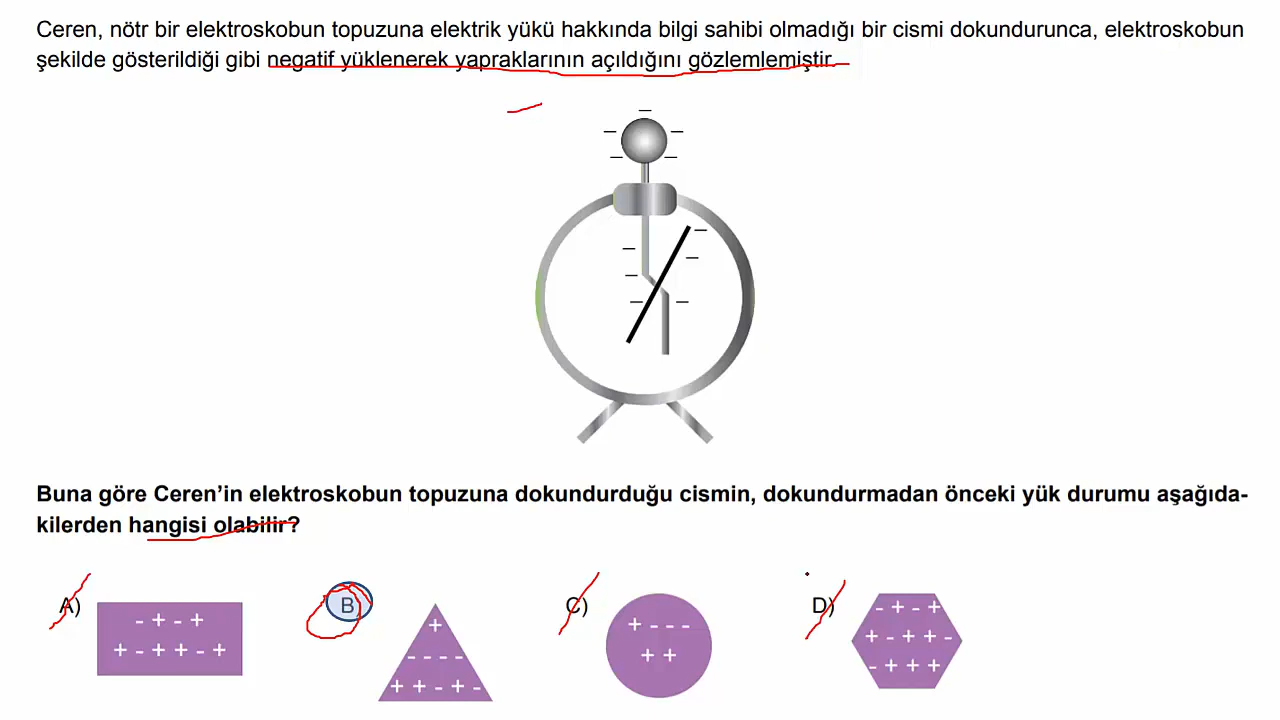 Ceren, nötr bir elektroskobun topuzuna elektrik yükü hakkında bilgi sahibi olmadığı bir cismi dokundurunca, elektroskobun
şekilde gösterildiği gibi negatif yüklenerek yapraklarının açıldığını gözlemlemiştir.
–
– –
– –
–
– –
–
– –
Buna göre Ceren’in elektroskobun topuzuna dokundurduğu cismin, dokundurmadan önceki yük durumu aşağıda-
kilerden hangisi olabilir?
A) B) C) D)
- + - +
+ - + + - +
+
- - - -
+ + - + -
+ - - -
+ +
- + - +
+ - + + -
- + + +